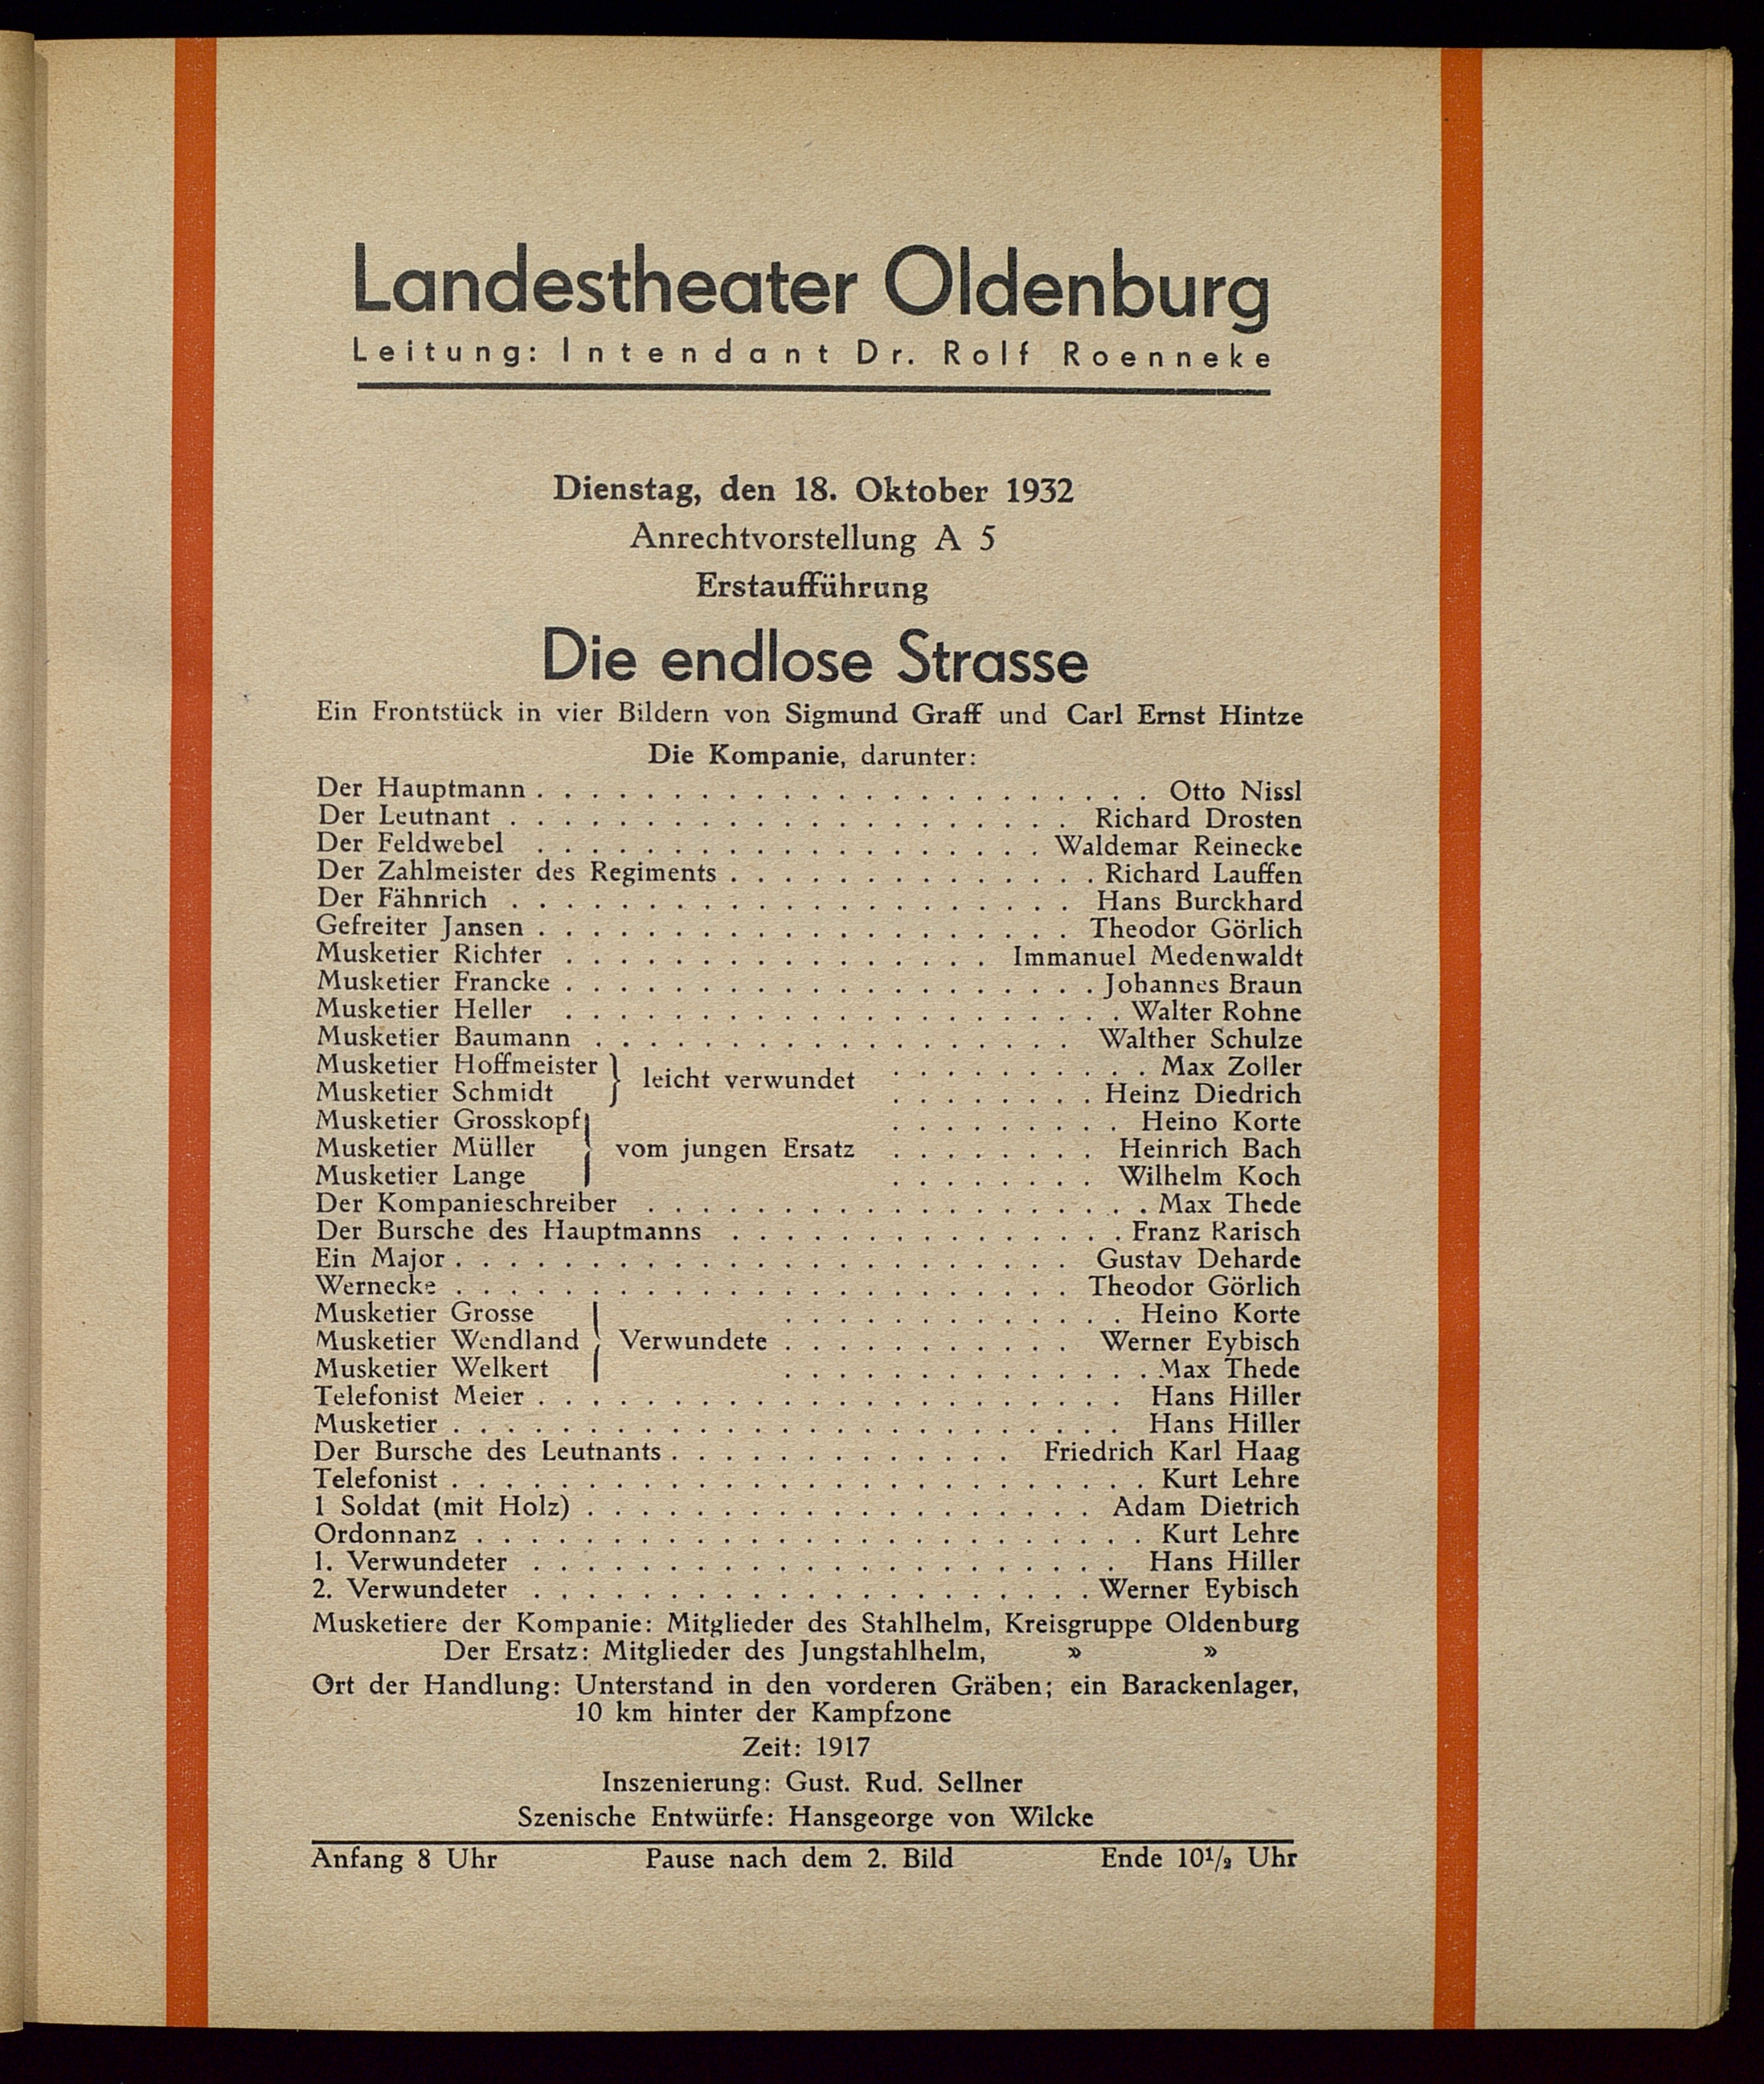 Landestheater Oldenburg
Leitung: Intendant Dr. Rolf Roenneke
Dienstag, den 18. Oktober 1932
Anrechtvorstellung A 5
Erstaufführung
Die endlose Strasse
Ein Frontstück in vier Bildern von Sigmund Graff und Carl Ernst Hintze
Die Kompanie, darunter:
Der Hauptmann . . . . . . . . . . Otto Nissl
Der Leutnant . . . . . . . . . . Richard Drosten
Der Feldwebel . . . . . . . . . . Waldemar Reinecke
Der Zahlmeister des Regiments . . . . . . . . . . Richard Lauffen
Der Fähnrich . . . . . . . . . . Hans Burckhard
Gefreiter Jansen . . . . . . . . . . Theodor Görlich
Musketier Richter . . . . . . . . . . Immanuel Medenwaldt
Musketier Francke . . . . . . . . . . Johannes Braun
Musketier Heller . . . . . . . . . . Walter Rohne
Musketier Baumann . . . . . . . . . . Walther Schulze
Musketier Hoffmeister } leicht verwundet . . . . . . . . . . Max Zoller
Musketier Schmidt . . . . . . . . Heinz Diedrich
Musketier Grosskopf . . . . . . . . . Heino Korte
Musketier Müller } vom jungen Ersatz . . . . . . . . Heinrich Bach
Musketier Lange . . . . . . . . Wilhelm Koch
Der Kompanieschreiber . . . . . . . . . . Max Thede
Der Bursche des Hauptmanns . . . . . . . . . . Franz Rarisch
Ein Major . . . . . . . . . . Gustav Deharde
Wernecke . . . . . . . . . . Theodor Görlich
Musketier Grosse . . . . . . . . . . Heino Korte
Musketier Wendland } Verwundete . . . . . . . . . . Werner Eybisch
Musketier Welkert . . . . . . . . . . Max Thede
Telefonist Meier . . . . . . . . . . Hans Hiller
Musketier . . . . . . . . . . Hans Hiller
Der Bursche des Leutnants . . . . . . . . . . Friedrich Karl Haag
Telefonist . . . . . . . . . . Kurt Lehre
1 Soldat (mit Holz) . . . . . . . . . . Adam Dietrich
Ordonnanz . . . . . . . . . . Kurt Lehre
1. Verwundeter . . . . . . . . . . Hans Hiller
2. Verwundeter . . . . . . . . . . Werner Eybisch
Musketiere der Kompanie: Mitglieder des Stahlhelm, Kreisgruppe Oldenburg
Der Ersatz: Mitglieder des Jungstahlhelm, » »
Ort der Handlung: Unterstand in den vorderen Gräben; ein Barackenlager,
10 km hinter der Kampfzone
Zeit: 1917
Inszenierung: Gust. Rud. Sellner
Szenische Entwürfe: Hansgeorge von Wilcke
Anfang 8 Uhr Pause nach dem 2. Bild Ende 10½ Uhr